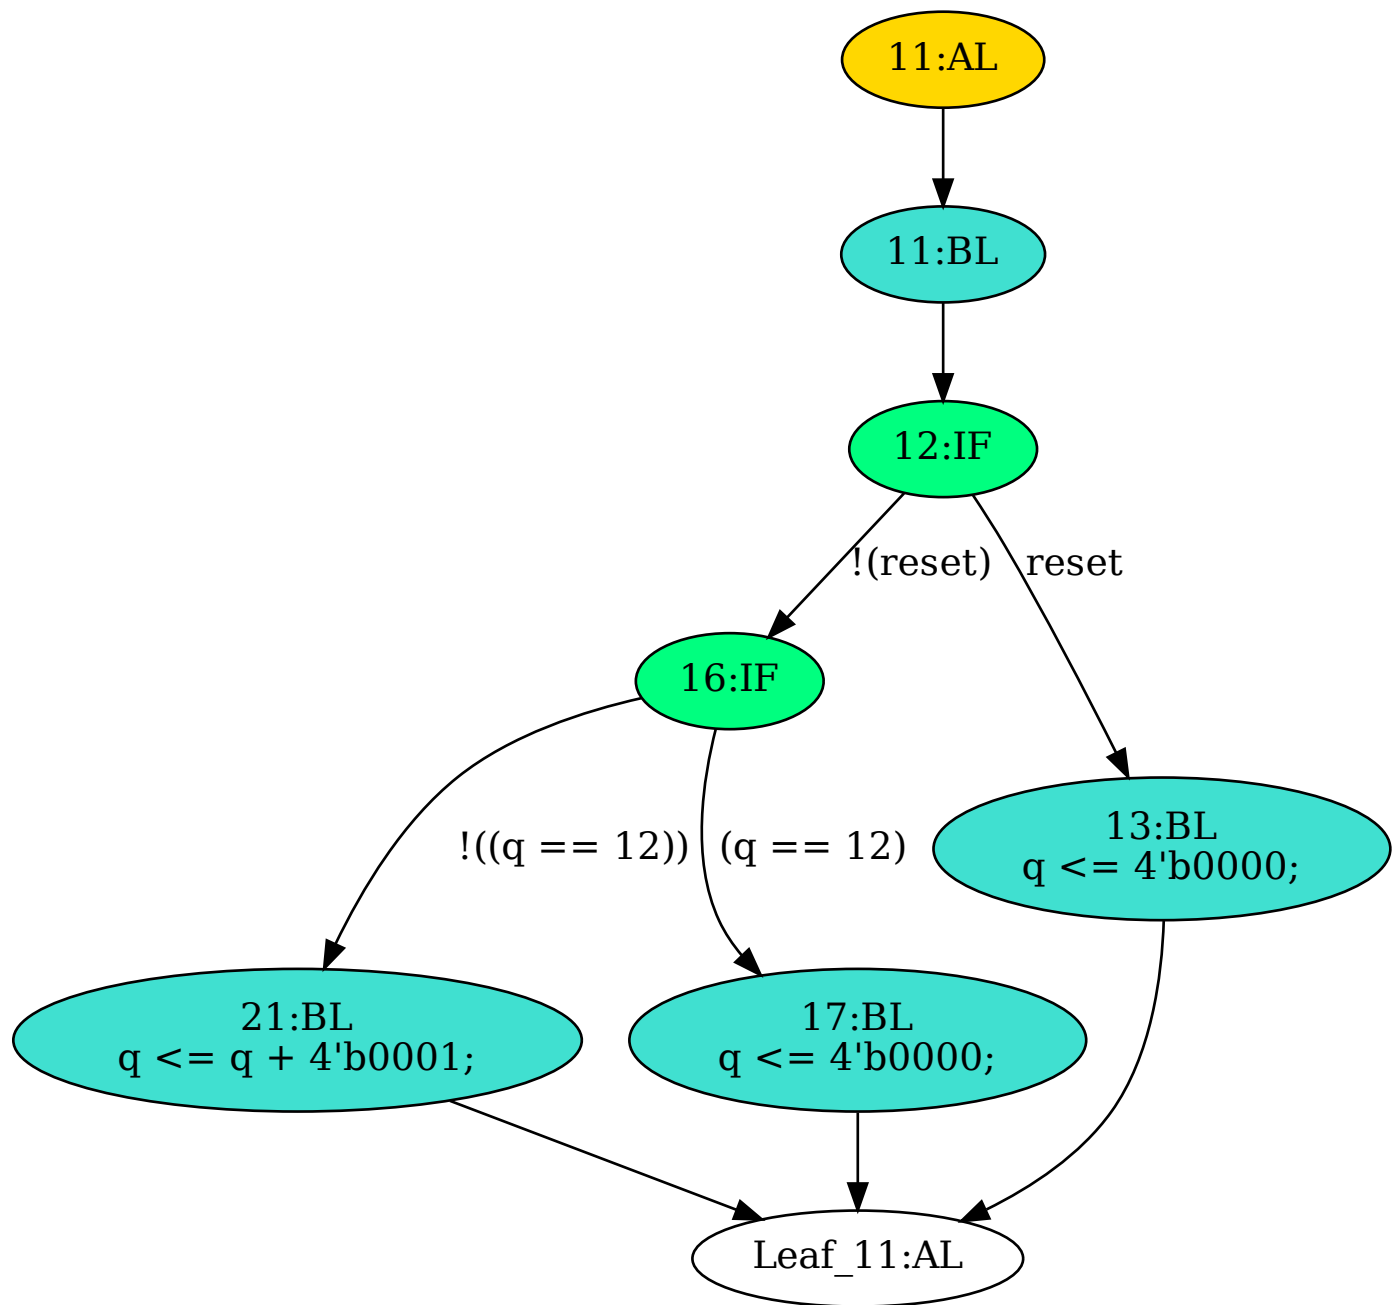 11:AL
11:BL
12:IF
!(reset)
reset
16:IF
!((q == 12))
(q == 12)
13:BL
q <= 4'b0000;
21:BL
q <= q + 4'b0001;
17:BL
q <= 4'b0000;
Leaf_11:AL